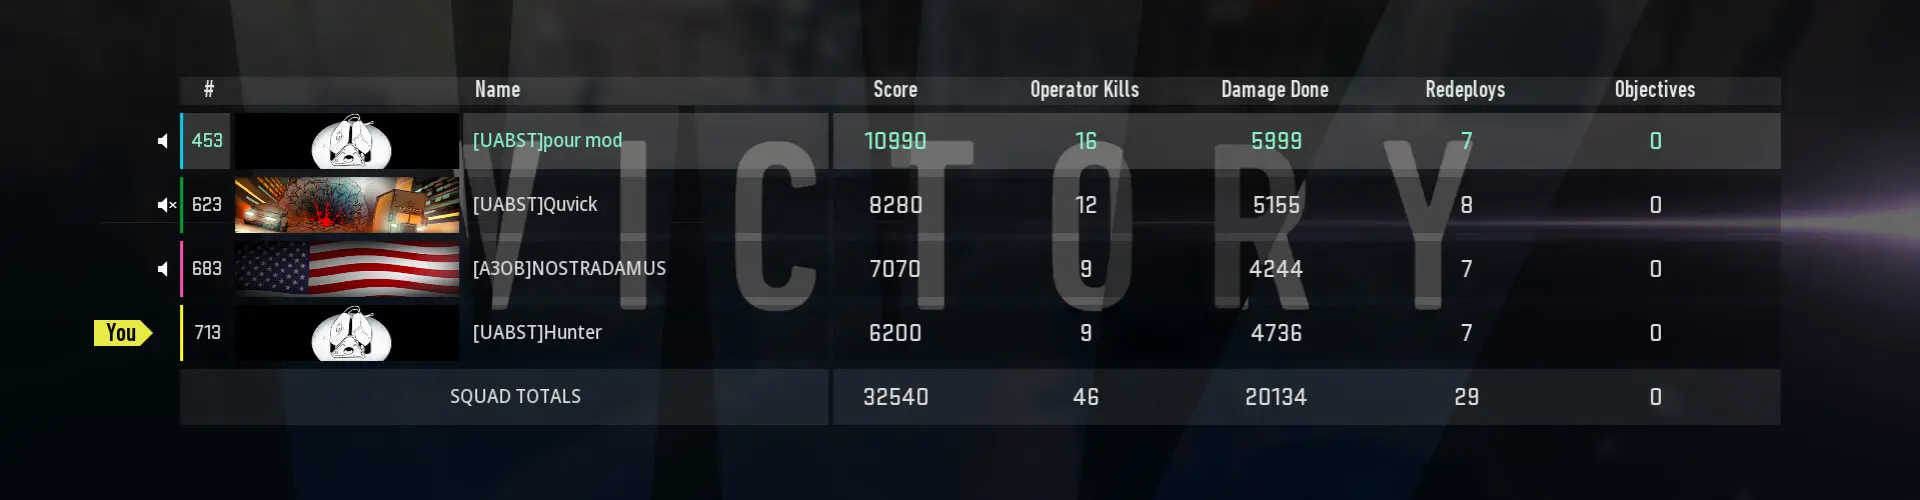 VICTORY
# Name Score Operator Kills Damage Done Redeploys Objectives
453 [UABST]pour mod 10990 16 5999 7 0
623 [UABST]Quvick 8280 12 5155 8 0
683 [A3OB]NOSTRADAMUS 7070 9 4244 7 0
You 713 [UABST]Hunter 6200 9 4736 7 0
SQUAD TOTALS 32540 46 20134 29 0